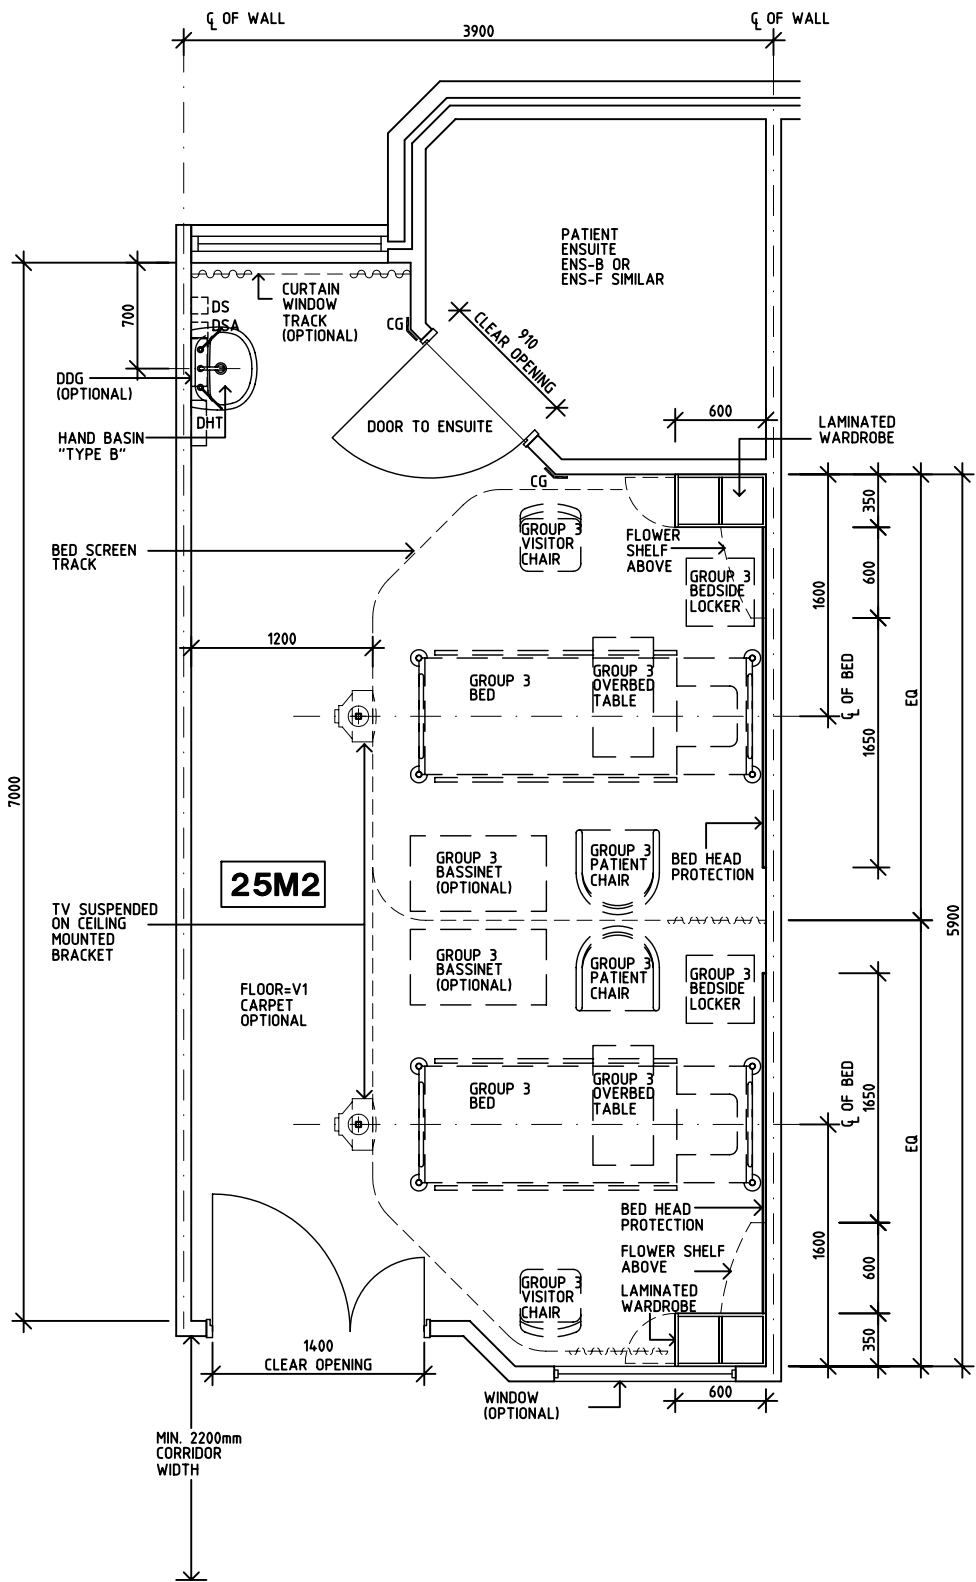 ℄ OF WALL
℄ OF WALL
3900
PATIENT
ENSUITE
ENS-B OR
ENS-F SIMILAR
CURTAIN
WINDOW
TRACK
(OPTIONAL)
700
DS
DSA
CG
910
CLEAR OPENING
DDG
(OPTIONAL)
DHT
HAND BASIN
"TYPE B"
DOOR TO ENSUITE
600
LAMINATED
WARDROBE
CG
350
BED SCREEN
TRACK
GROUP 3
VISITOR
CHAIR
FLOWER
SHELF
ABOVE
GROUP 3
BEDSIDE
LOCKER
1600
600
1200
GROUP 3
BED
GROUP 3
OVERBED
TABLE
℄ OF BED
EQ
1650
7000
25M2
GROUP 3
BASSINET
(OPTIONAL)
GROUP 3
PATIENT
CHAIR
BED HEAD
PROTECTION
TV SUSPENDED
ON CEILING
MOUNTED
BRACKET
5900
FLOOR=V1
CARPET
OPTIONAL
GROUP 3
BASSINET
(OPTIONAL)
GROUP 3
PATIENT
CHAIR
GROUP 3
BEDSIDE
LOCKER
GROUP 3
BED
GROUP 3
OVERBED
TABLE
℄ OF BED
1650
EQ
BED HEAD
PROTECTION
FLOWER SHELF
ABOVE
1600
600
GROUP 3
VISITOR
CHAIR
LAMINATED
WARDROBE
350
1400
CLEAR OPENING
WINDOW
(OPTIONAL)
600
MIN. 2200mm
CORRIDOR
WIDTH